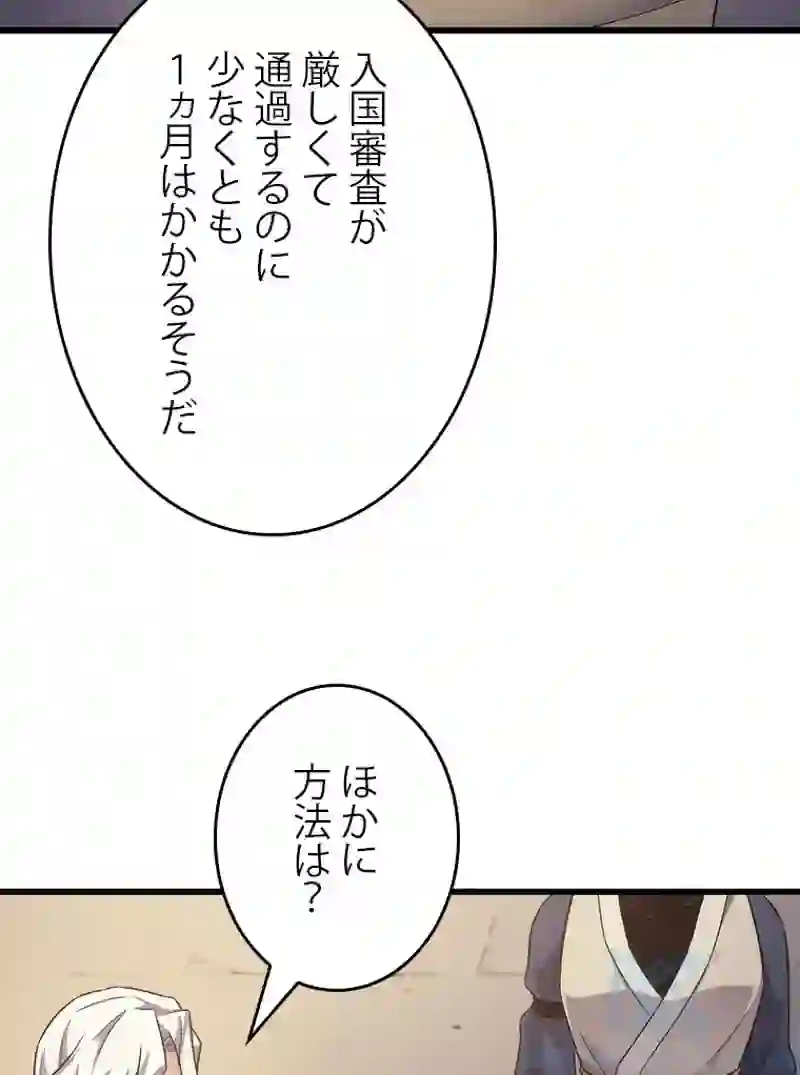 入国審査が
厳しくて
通過するのに
少なくとも
1ヵ月はかかるそうだ
ほかに
方法は?